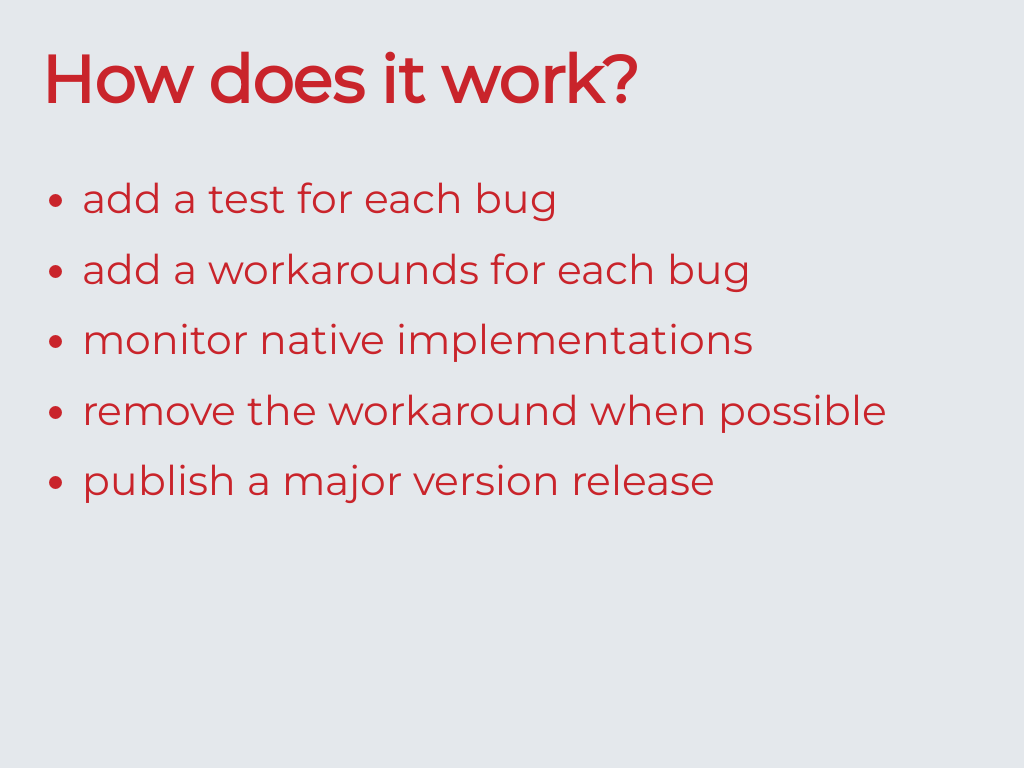 How does it work?
• add a test for each bug
• add a workarounds for each bug
• monitor native implementations
• remove the workaround when possible
• publish a major version release